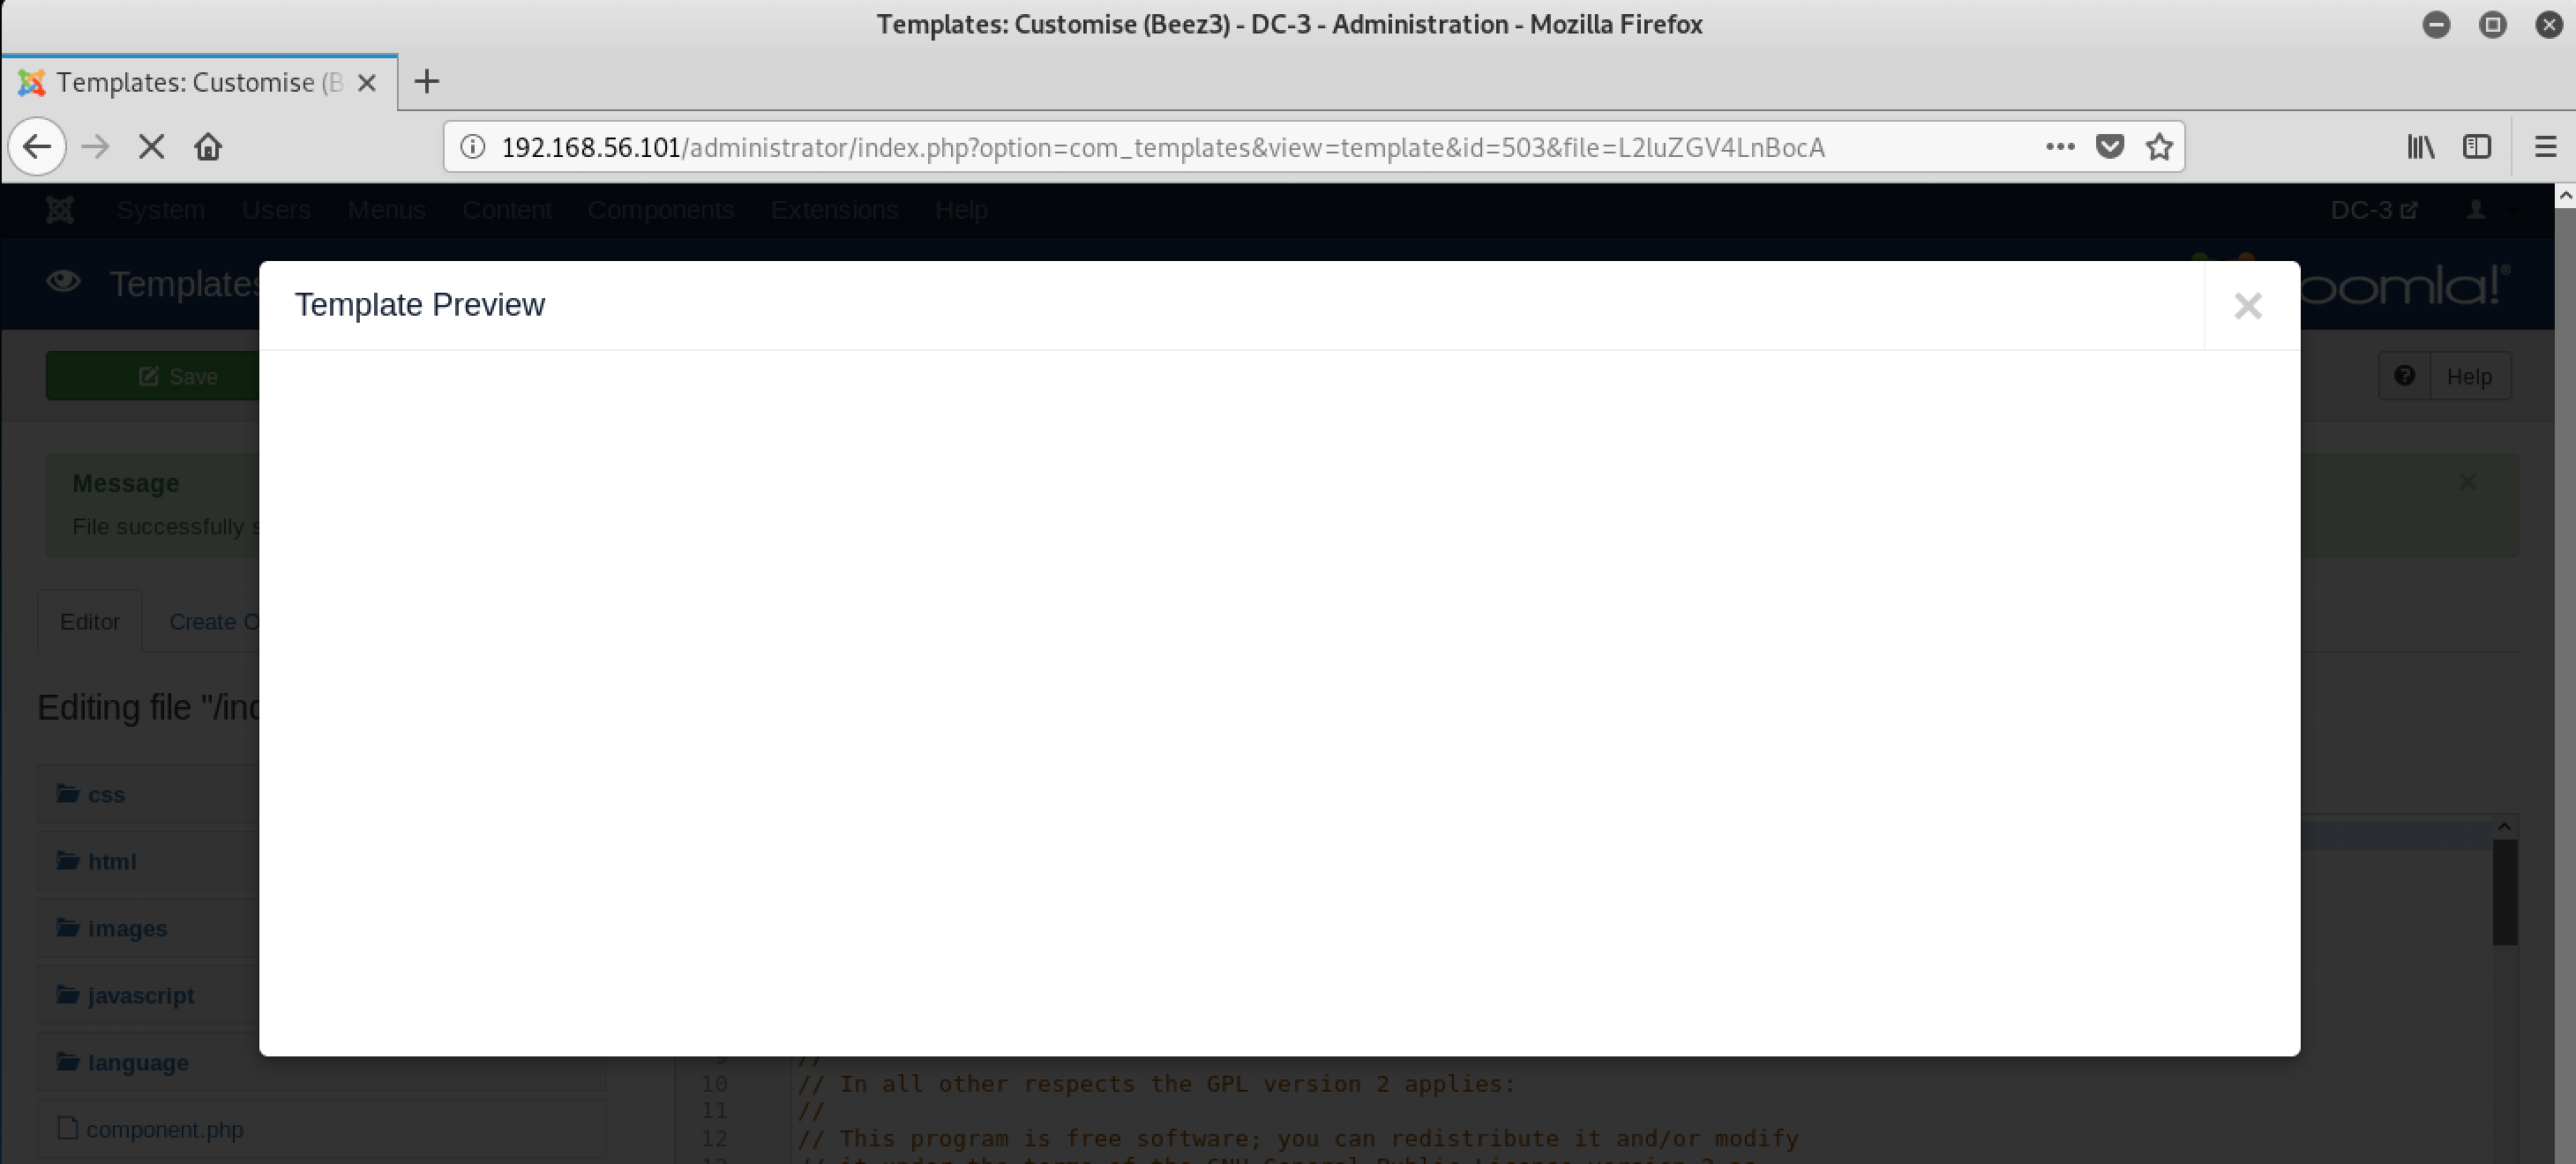 Templates: Customise (Beez3) - DC-3 - Administration - Mozilla Firefox
Templates: Customise (B
192.168.56.101/administrator/index.php?option=com_templates&view=template&id=503&file=L2luZGV4LnBocA
System Users Menus Content Components Extensions Help DC-3
Templates oomla!®
Template Preview
Save Help
Message
File successfully s
Editor Create O
Editing file "/ind
css
html
images
javascript
language
component.php
9 //
10 // In all other respects the GPL version 2 applies:
11 //
12 // This program is free software; you can redistribute it and/or modify